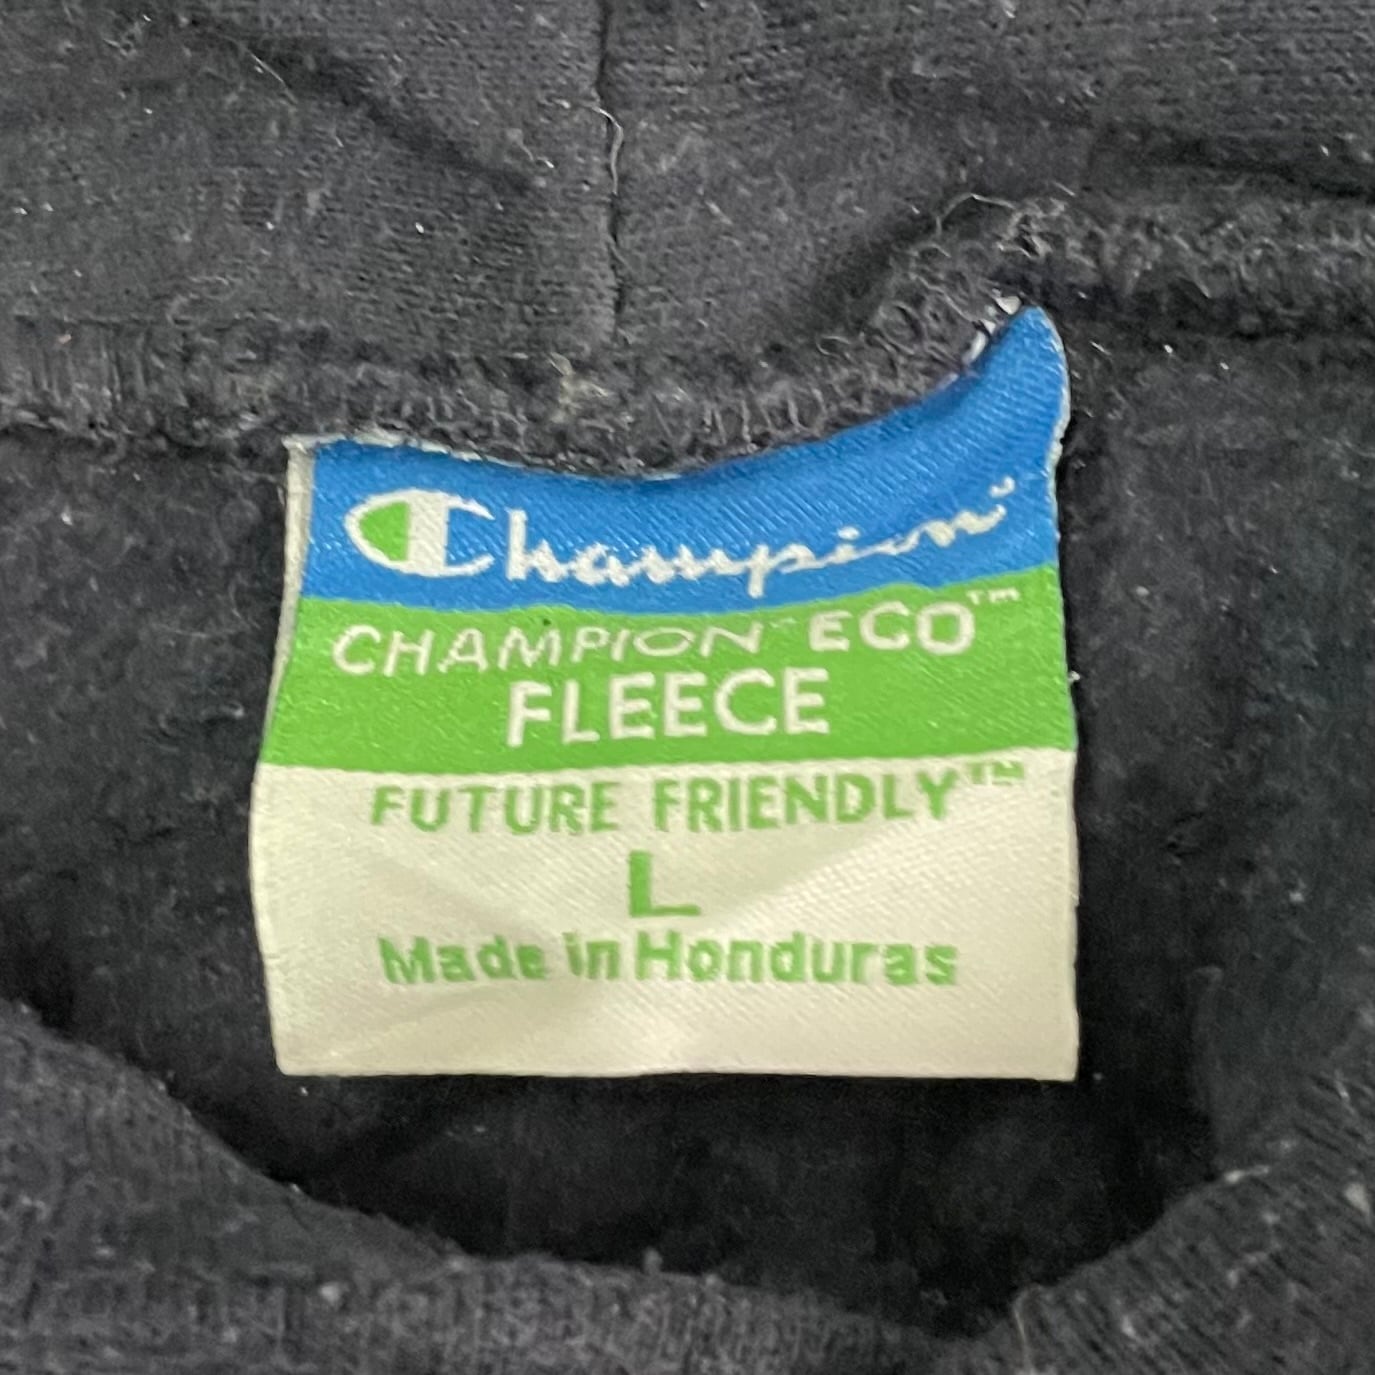 Champion
CHAMPION ECO™
FLEECE
FUTURE FRIENDLY™
L
Made in Honduras